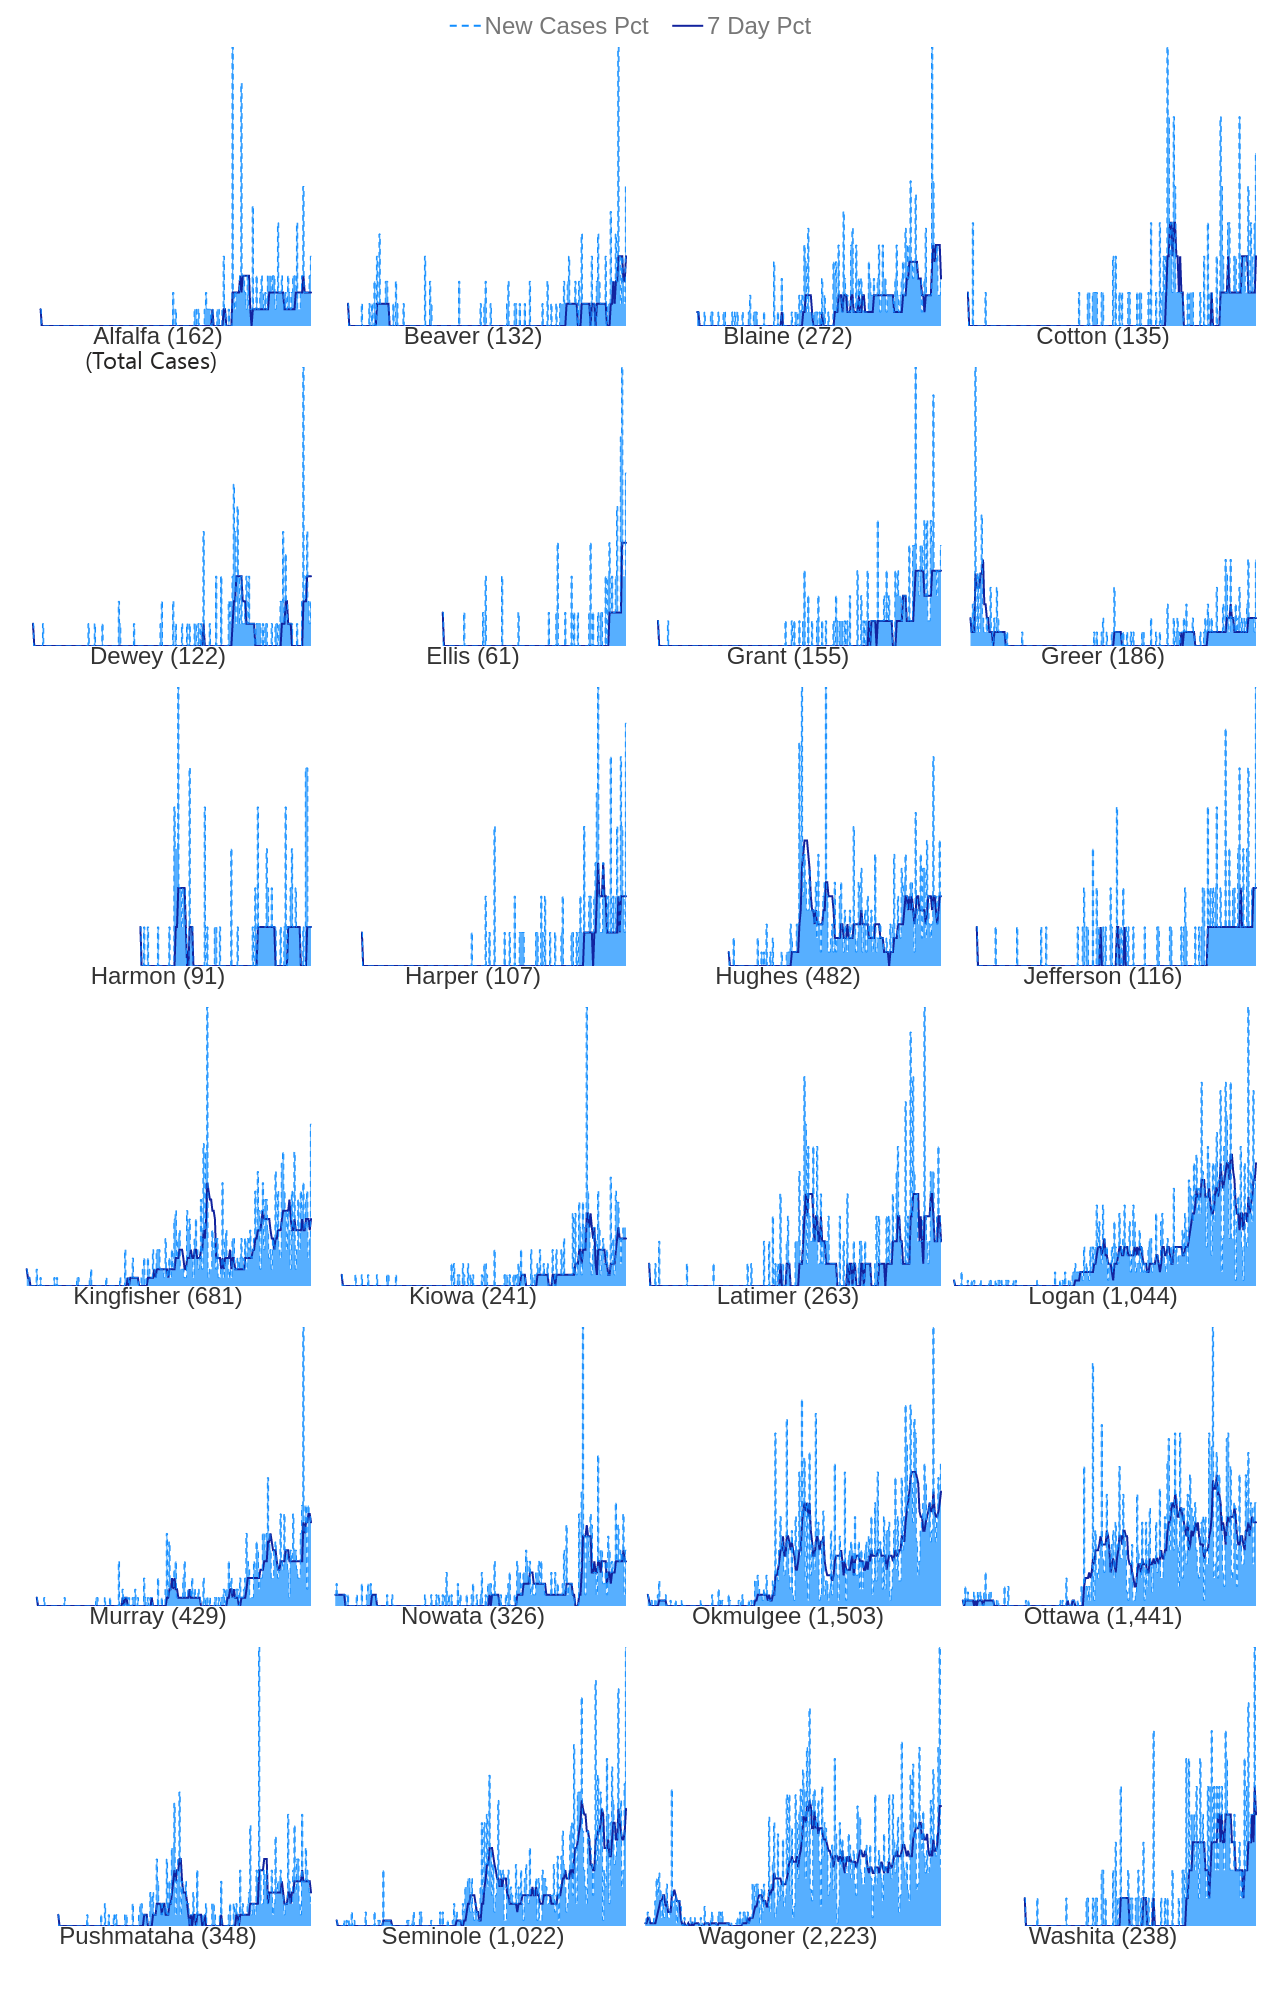 New Cases Pct 7 Day Pct
Alfalfa (162) Beaver (132) Blaine (272) Cotton (135)
(Total Cases)
Dewey (122) Ellis (61) Grant (155) Greer (186)
Harmon (91) Harper (107) Hughes (482) Jefferson (116)
Kingfisher (681) Kiowa (241) Latimer (263) Logan (1,044)
Murray (429) Nowata (326) Okmulgee (1,503) Ottawa (1,441)
Pushmataha (348) Seminole (1,022) Wagoner (2,223) Washita (238)